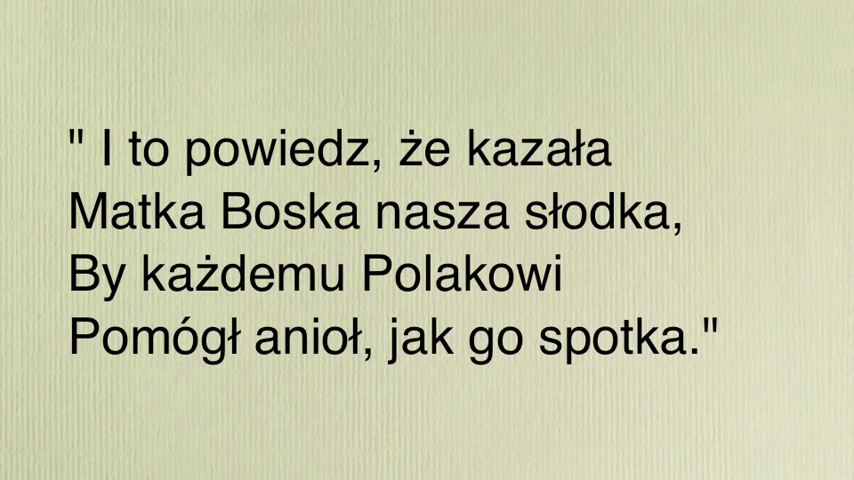 " I to powiedz, że kazała
Matka Boska nasza słodka,
By każdemu Polakowi
Pomógł anioł, jak go spotka."